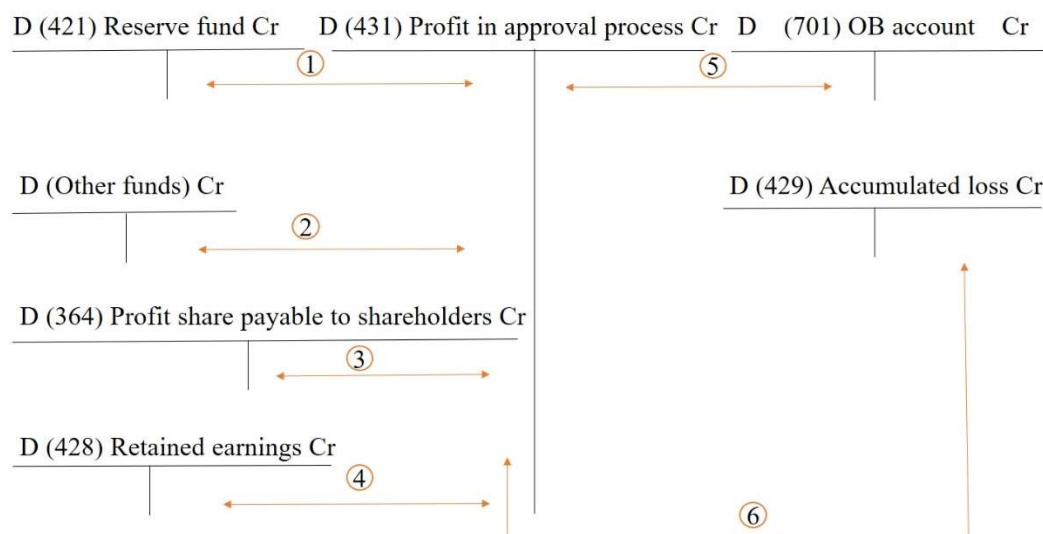 D (421) Reserve fund Cr D (431) Profit in approval process Cr D (701) OB account Cr
1 5
D (Other funds) Cr D (429) Accumulated loss Cr
2
D (364) Profit share payable to shareholders Cr
3
D (428) Retained earnings Cr
4
6